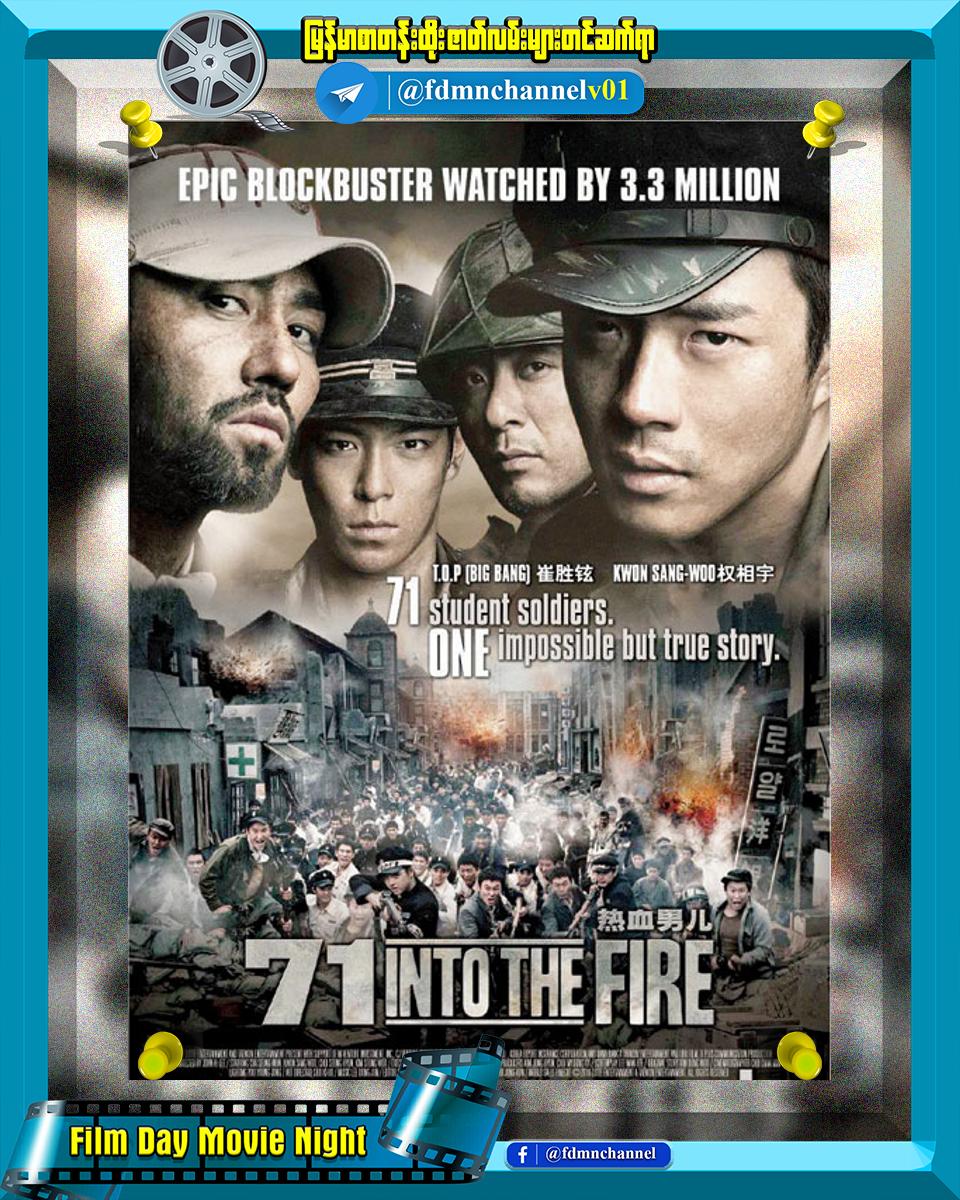 မြန်မာစာတန်းထိုးဇာတ်လမ်းများတင်ဆက်ရာ
@fdmnchannelv01
EPIC BLOCKBUSTER WATCHED BY 3.3 MILLION
T.O.P (BIG BANG) 崔胜铉 KWON SANG-WOO权相宇
71 student soldiers.
ONE impossible but true story.
热血男儿
71 INTO THE FIRE
Film Day Movie Night
@fdmnchannel